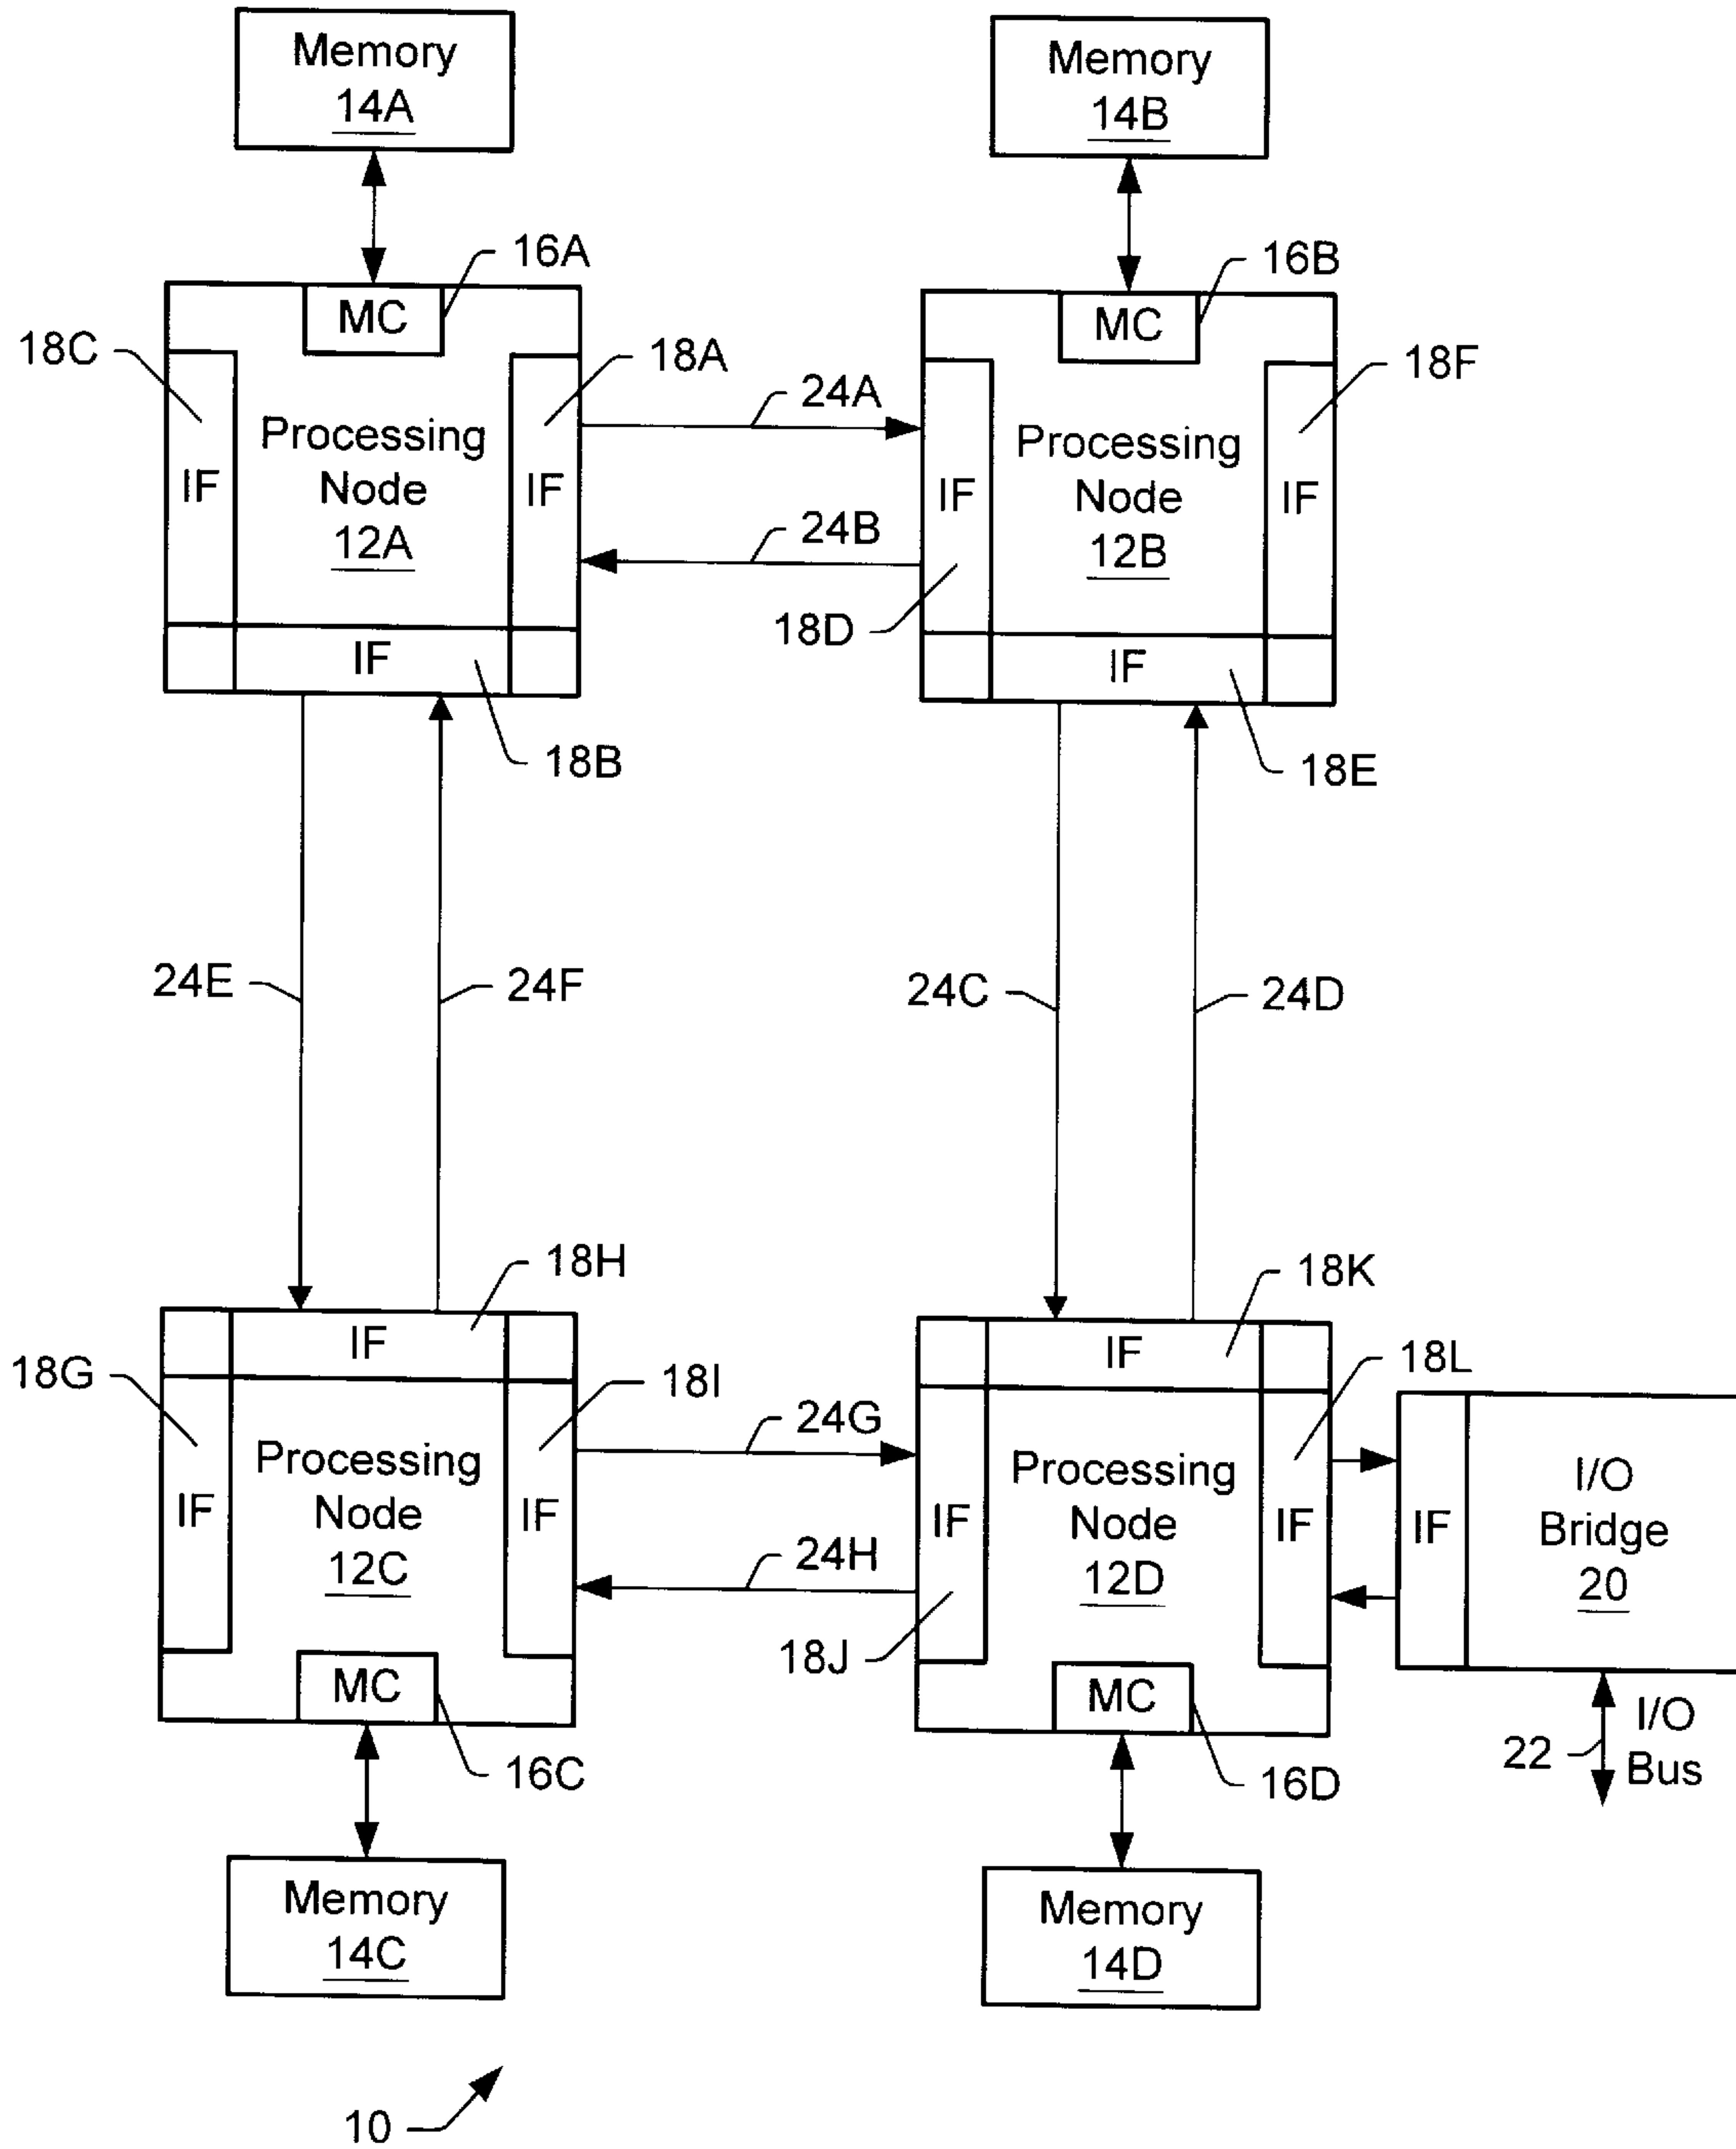 Memory
14A
Memory
14B
16A
16B
MC
MC
18C
18A
18F
24A
Processing
Node
12A
Processing
Node
12B
IF
IF
IF
IF
24B
18D
IF
IF
18B
18E
24E
24F
24C
24D
18H
18K
IF
IF
18G
18I
18L
24G
Processing
Node
12C
Processing
Node
12D
I/O
Bridge
20
IF
IF
IF
IF
IF
24H
18J
MC
MC
16C
16D
22
I/O
Bus
Memory
14C
Memory
14D
10